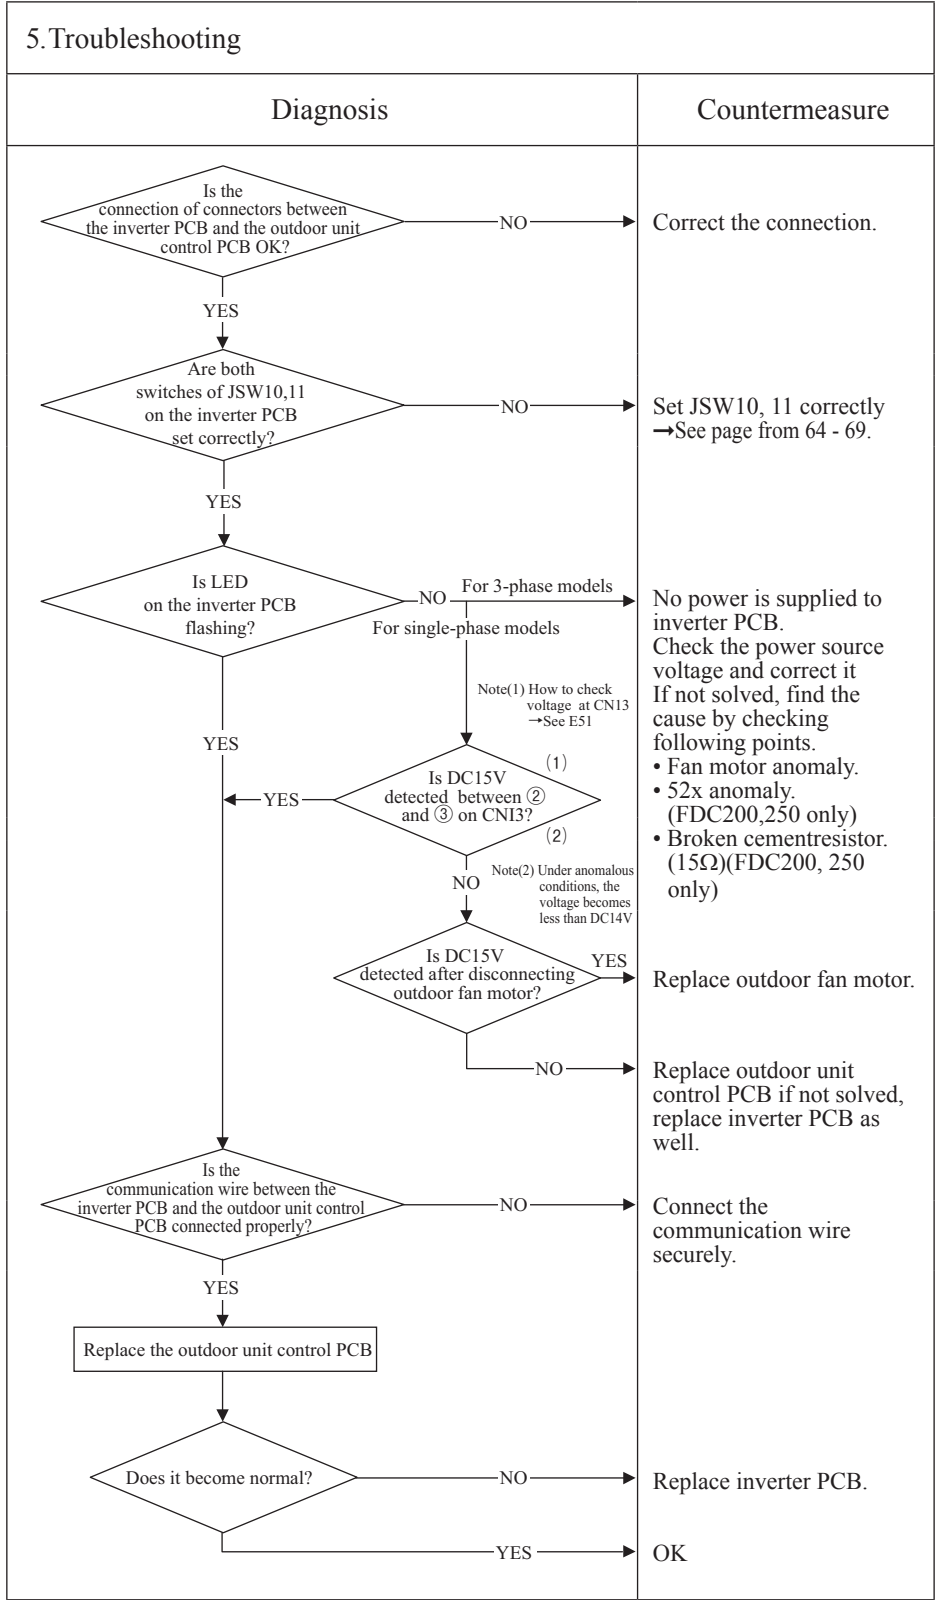 5.Troubleshooting
Diagnosis
Countermeasure
Is the
connection of connectors between
the inverter PCB and the outdoor unit
control PCB OK?
NO
Correct the connection.
YES
Are both
switches of JSW10,11
on the inverter PCB
set correctly?
NO
Set JSW10, 11 correctly
→See page from 64 - 69.
YES
Is LED
on the inverter PCB
flashing?
NO
For 3-phase models
For single-phase models
No power is supplied to
inverter PCB.
Check the power source
voltage and correct it
If not solved, find the
cause by checking
following points.
• Fan motor anomaly.
• 52x anomaly.
(FDC200,250 only)
• Broken cementresistor.
(15Ω)(FDC200, 250
only)
Note(1) How to check
voltage at CN13
→See E51
YES
(1)
Is DC15V
detected between ②
and ③ on CNI3?
(2)
YES
NO
Note(2) Under anomalous
conditions, the
voltage becomes
less than DC14V
Is DC15V
detected after disconnecting
outdoor fan motor?
YES
Replace outdoor fan motor.
NO
Replace outdoor unit
control PCB if not solved,
replace inverter PCB as
well.
Is the
communication wire between the
inverter PCB and the outdoor unit control
PCB connected properly?
NO
Connect the
communication wire
securely.
YES
Replace the outdoor unit control PCB
Does it become normal?
NO
Replace inverter PCB.
YES
OK